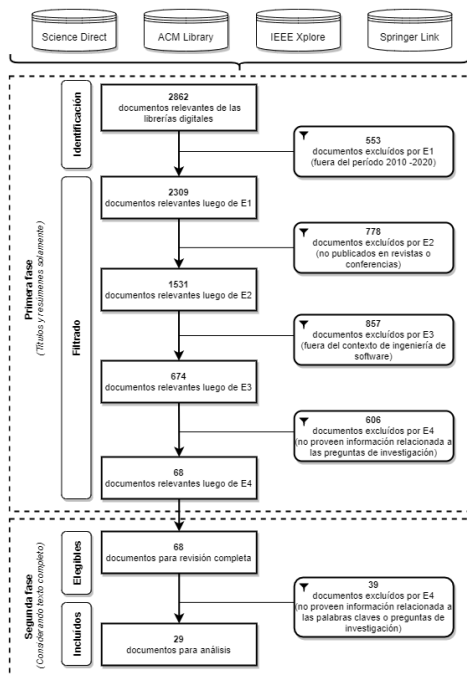 Science Direct
ACM Library
IEEE Xplore
Springer Link
Primera fase
(Títulos y resúmenes solamente)
Identificación
2862
documentos relevantes de las
librerías digitales
553
documentos excluídos por E1
(fuera del período 2010 -2020)
Filtrado
2309
documentos relevantes luego de E1
778
documentos excluídos por E2
(no publicados en revistas o
conferencias)
1531
documentos relevantes luego de E2
857
documentos excluídos por E3
(fuera del contexto de ingeniería de
software)
674
documentos relevantes luego de E3
606
documentos excluídos por E4
(no proveen información relacionada a
las preguntas de investigación)
68
documentos relevantes luego de E4
Segunda fase
(Considerando texto completo)
Elegibles
68
documentos para revisión completa
39
documentos excluídos por E4
(no proveen información relacionada a
las palabras claves o preguntas de
investigación)
Incluídos
29
documentos para análisis